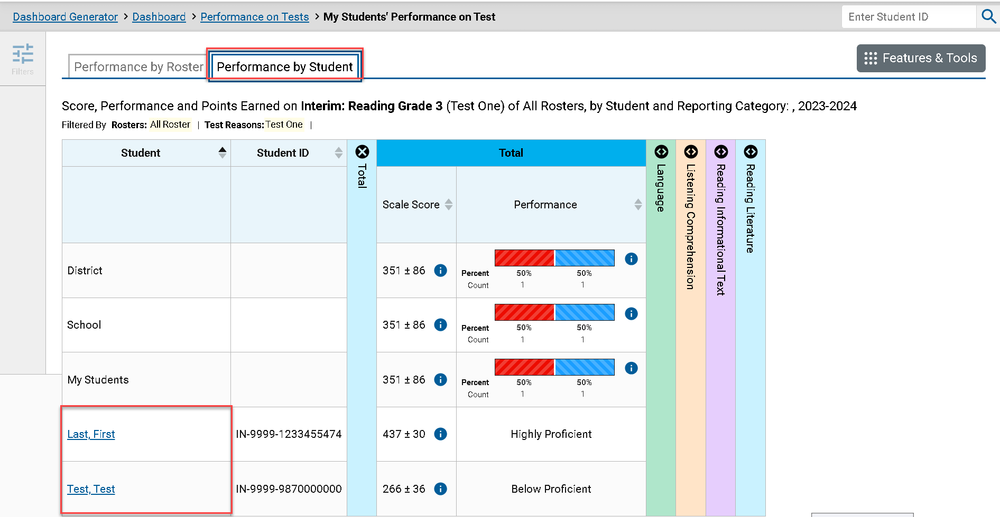 Dashboard Generator > Dashboard > Performance on Tests > My Students' Performance on Test
Enter Student ID
Filters
Performance by Roster
Performance by Student
Features & Tools
Score, Performance and Points Earned on Interim: Reading Grade 3 (Test One) of All Rosters, by Student and Reporting Category: , 2023-2024
Filtered By Rosters: All Roster | Test Reasons: Test One |
Student
Student ID
Total
Total
Language
Listening Comprehension
Reading Informational Text
Reading Literature
Scale Score
Performance
District
351 ± 86
Percent 50% 50%
Count 1 1
School
351 ± 86
Percent 50% 50%
Count 1 1
My Students
351 ± 86
Percent 50% 50%
Count 1 1
Last, First
IN-9999-1233455474
437 ± 30
Highly Proficient
Test, Test
IN-9999-9870000000
266 ± 36
Below Proficient